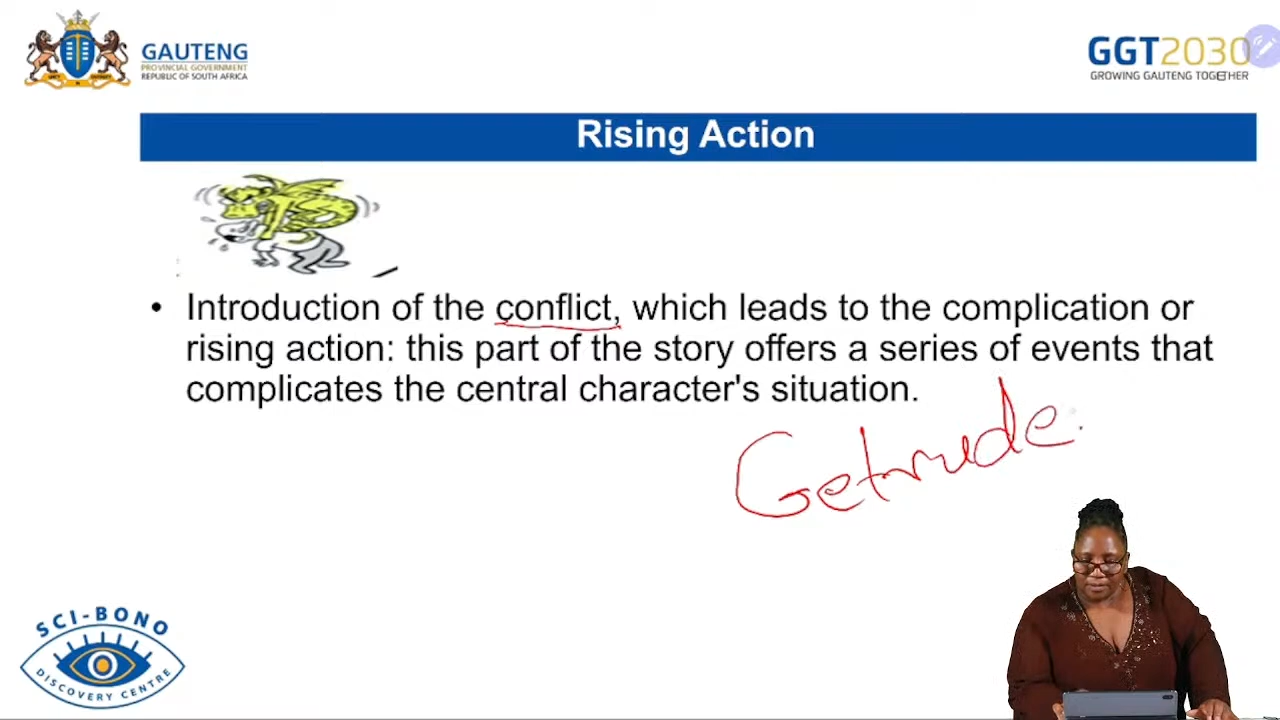 GAUTENG
PROVINCIAL GOVERNMENT
REPUBLIC OF SOUTH AFRICA
GGT2030
GROWING GAUTENG TOGETHER
Rising Action
• Introduction of the conflict, which leads to the complication or
rising action: this part of the story offers a series of events that
complicates the central character's situation.
Getrude
SCI-BONO
DISCOVERY CENTRE